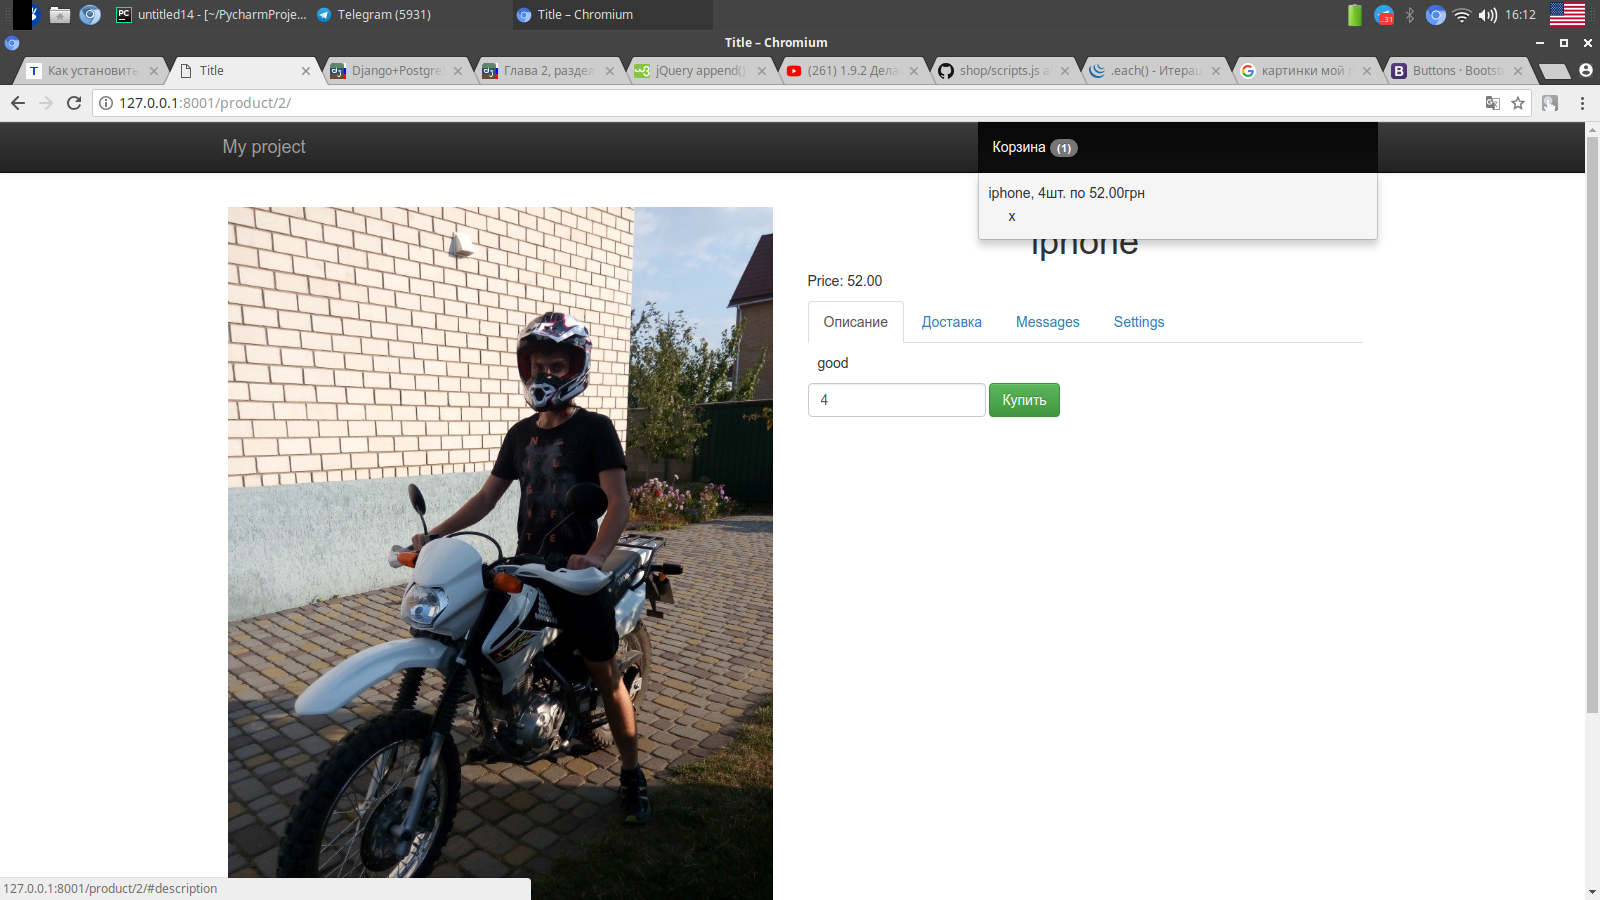 untitled14 - [~/PycharmProje...
Telegram (5931)
Title – Chromium
31
16:12
Title – Chromium
Как установить
Title
Django+Postgre
Глава 2, раздел
jQuery append()
(261) 1.9.2 Дела
shop/scripts.js а
.each() - Итерац
картинки мой п
Buttons · Bootst
127.0.0.1:8001/product/2/
My project
Корзина (1)
iphone, 4шт. по 52.00грн
x
iphone
Price: 52.00
Описание
Доставка
Messages
Settings
good
4
Купить
127.0.0.1:8001/product/2/#description